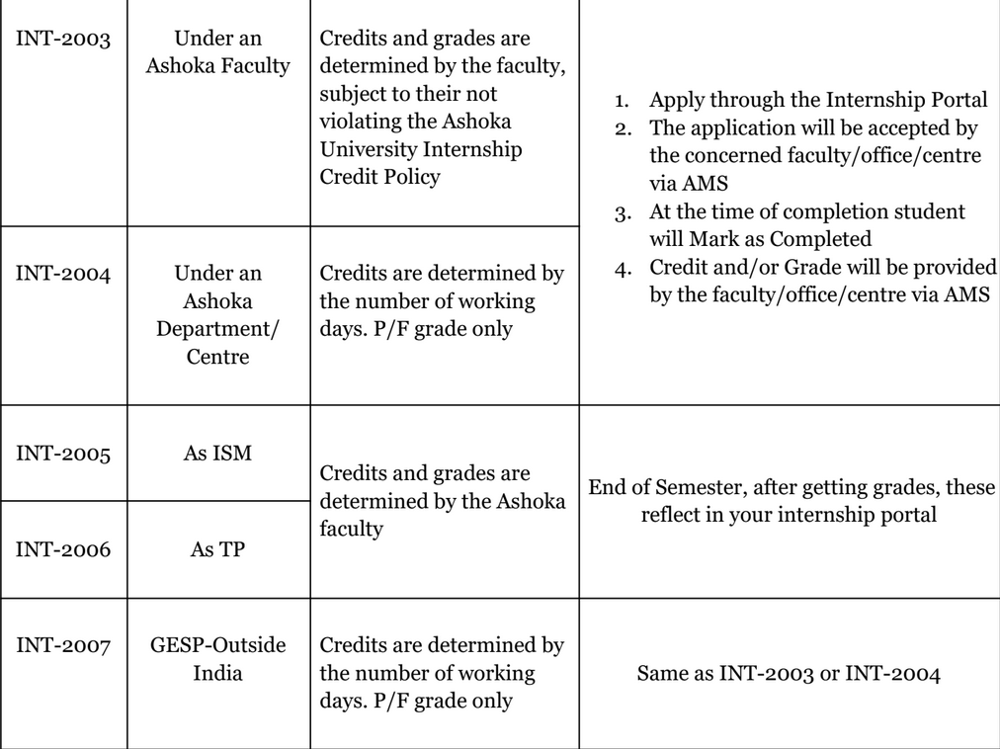 INT-2003
Under an
Ashoka Faculty
Credits and grades are
determined by the faculty,
subject to their not
violating the Ashoka
University Internship
Credit Policy
1. Apply through the Internship Portal
2. The application will be accepted by
the concerned faculty/office/centre
via AMS
3. At the time of completion student
will Mark as Completed
4. Credit and/or Grade will be provided
by the faculty/office/centre via AMS
INT-2004
Under an
Ashoka
Department/
Centre
Credits are determined by
the number of working
days. P/F grade only
INT-2005
As ISM
Credits and grades are
determined by the Ashoka
faculty
End of Semester, after getting grades, these
reflect in your internship portal
INT-2006
As TP
INT-2007
GESP-Outside
India
Credits are determined by
the number of working
days. P/F grade only
Same as INT-2003 or INT-2004